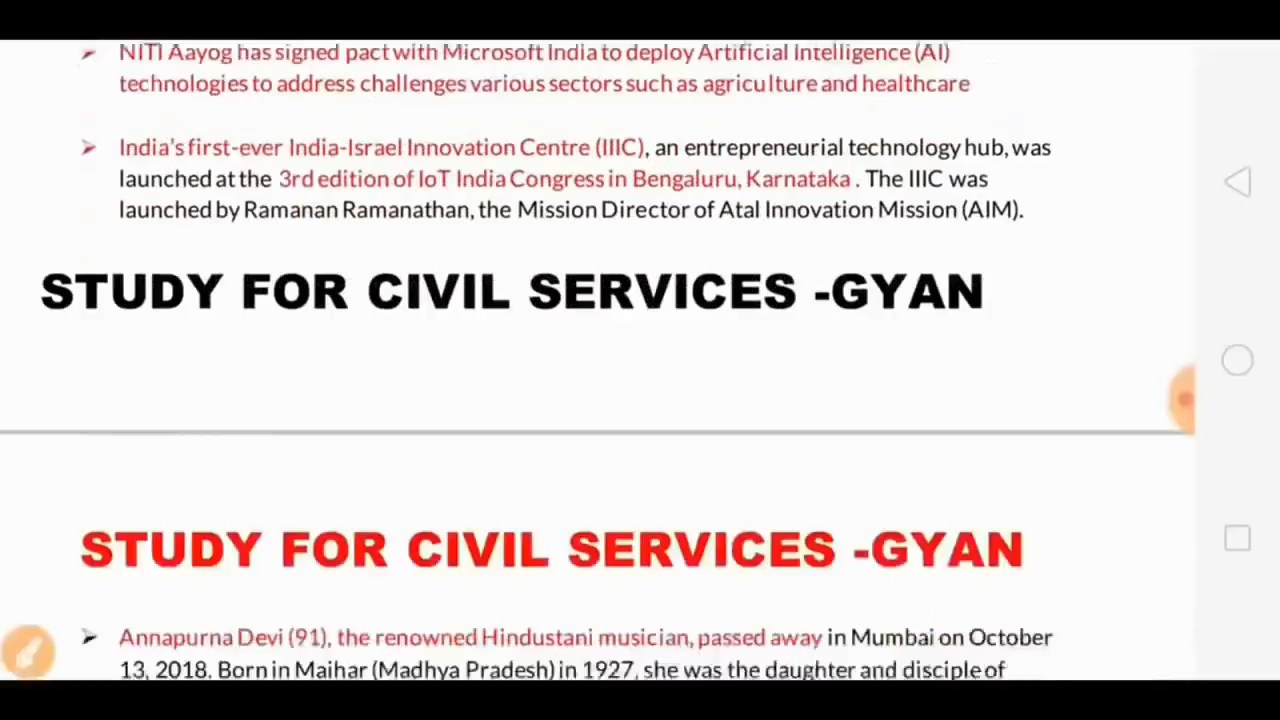 ➢ NITI Aayog has signed pact with Microsoft India to deploy Artificial Intelligence (AI)
technologies to address challenges various sectors such as agriculture and healthcare
➢ India's first-ever India-Israel Innovation Centre (IIIC), an entrepreneurial technology hub, was
launched at the 3rd edition of IoT India Congress in Bengaluru, Karnataka . The IIIC was
launched by Ramanan Ramanathan, the Mission Director of Atal Innovation Mission (AIM).
STUDY FOR CIVIL SERVICES -GYAN
STUDY FOR CIVIL SERVICES -GYAN
➢ Annapurna Devi (91), the renowned Hindustani musician, passed away in Mumbai on October
13, 2018. Born in Maihar (Madhya Pradesh) in 1927, she was the daughter and disciple of